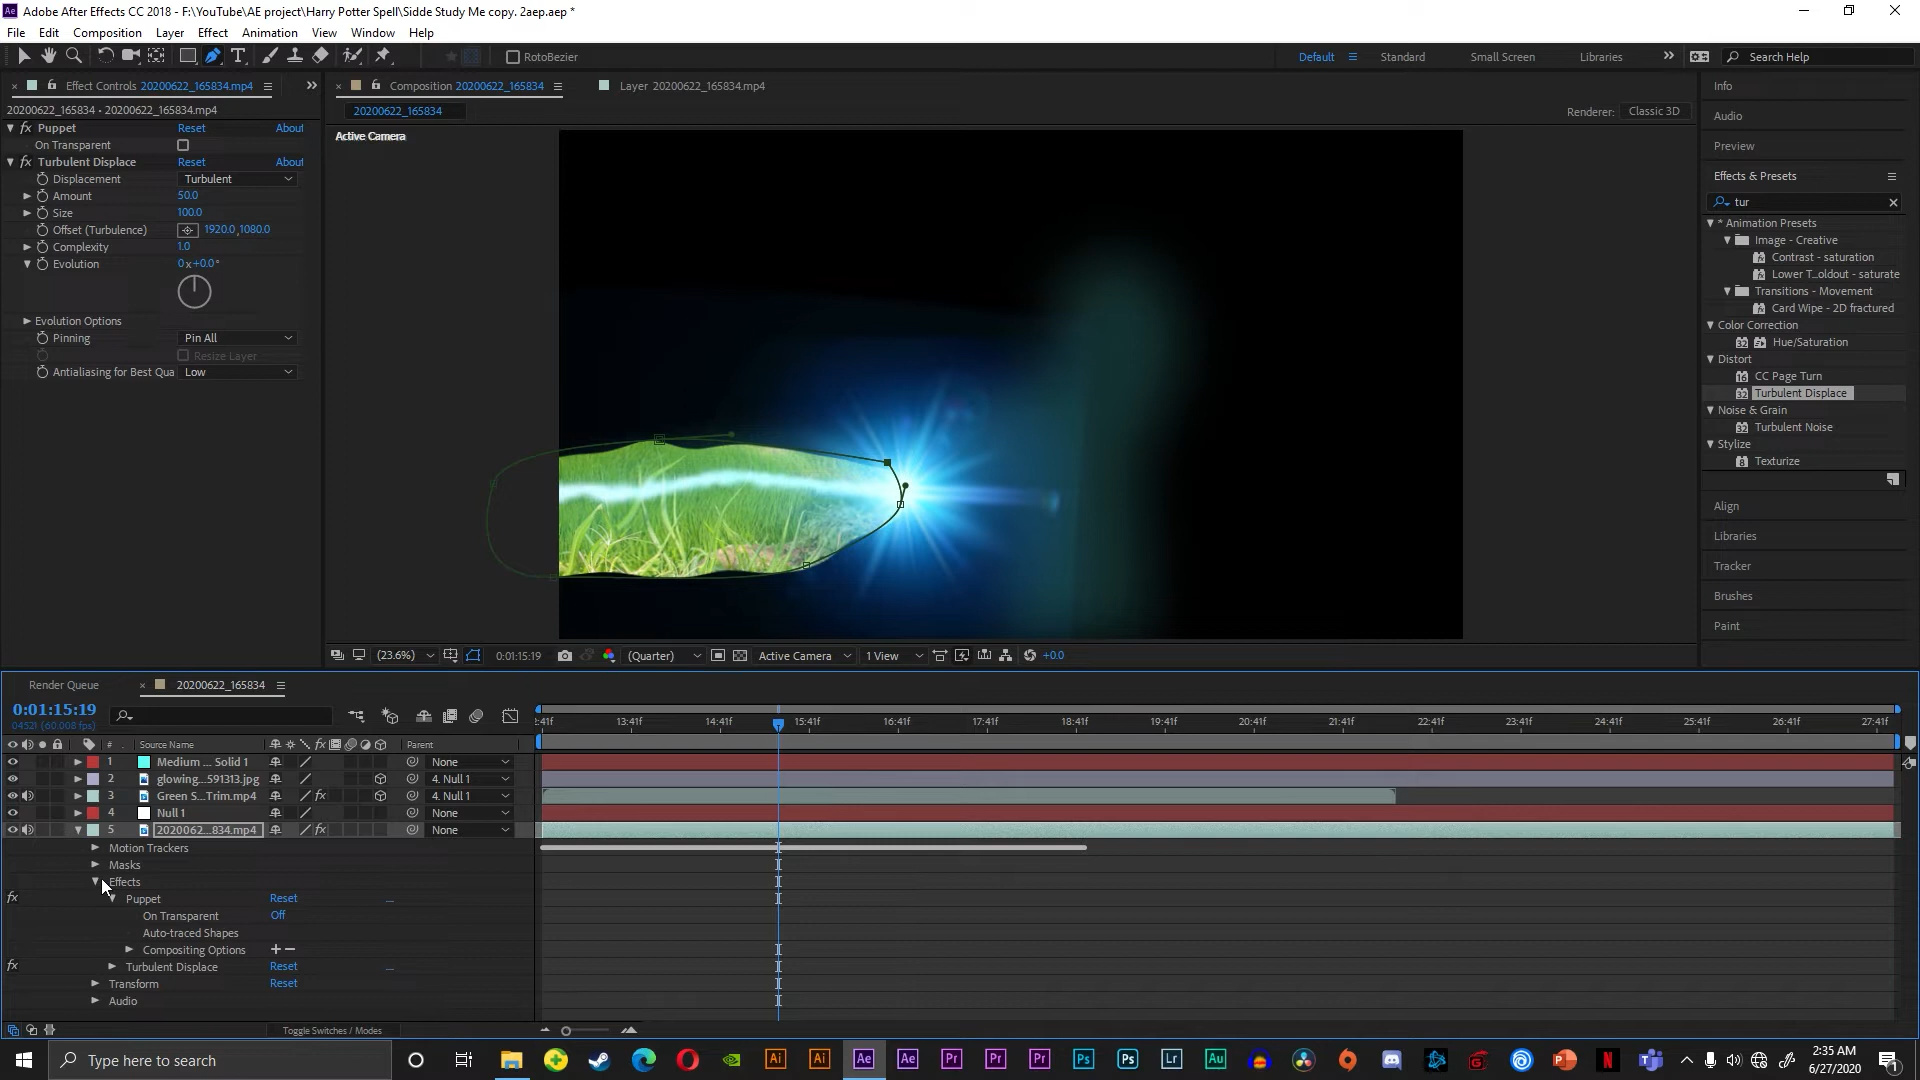 Adobe After Effects CC 2018 - F:\YouTube\AE project\Harry Potter Spell\Sidde Study Me copy. 2aep.aep *
File Edit Composition Layer Effect Animation View Window Help
RotoBezier Default Standard Small Screen Libraries Search Help
Effect Controls 20200622_165834.mp4
20200622_165834 • 20200622_165834.mp4
Puppet Reset About
On Transparent
Turbulent Displace Reset About
Displacement Turbulent
Amount 50.0
Size 100.0
Offset (Turbulence) 1920.0,1080.0
Complexity 1.0
Evolution 0x+0.0°
Evolution Options
Pinning Pin All
Resize Layer
Antialiasing for Best Qua Low
Composition 20200622_165834 Layer 20200622_165834.mp4
20200622_165834 Renderer: Classic 3D
Active Camera
(23.6%) 0:01:15:19 (Quarter) Active Camera 1 View +0.0
Info
Audio
Preview
Effects & Presets
tur
* Animation Presets
Image - Creative
Contrast - saturation
Lower T...oldout - saturate
Transitions - Movement
Card Wipe - 2D fractured
Color Correction
Hue/Saturation
Distort
CC Page Turn
Turbulent Displace
Noise & Grain
Turbulent Noise
Stylize
Texturize
Align
Libraries
Tracker
Brushes
Paint
Render Queue 20200622_165834
0:01:15:19
04521 (60.008 fps)
2:41f 13:41f 14:41f 15:41f 16:41f 17:41f 18:41f 19:41f 20:41f 21:41f 22:41f 23:41f 24:41f 25:41f 26:41f 27:41f
# Source Name Parent
1 Medium ... Solid 1 None
2 glowing...591313.jpg 4. Null 1
3 Green S...Trim.mp4 4. Null 1
4 Null 1 None
5 2020062...834.mp4 None
Motion Trackers
Masks
Effects
Puppet Reset
On Transparent Off
Auto-traced Shapes
Compositing Options
Turbulent Displace Reset
Transform Reset
Audio
Toggle Switches / Modes
Type here to search
2:35 AM
6/27/2020